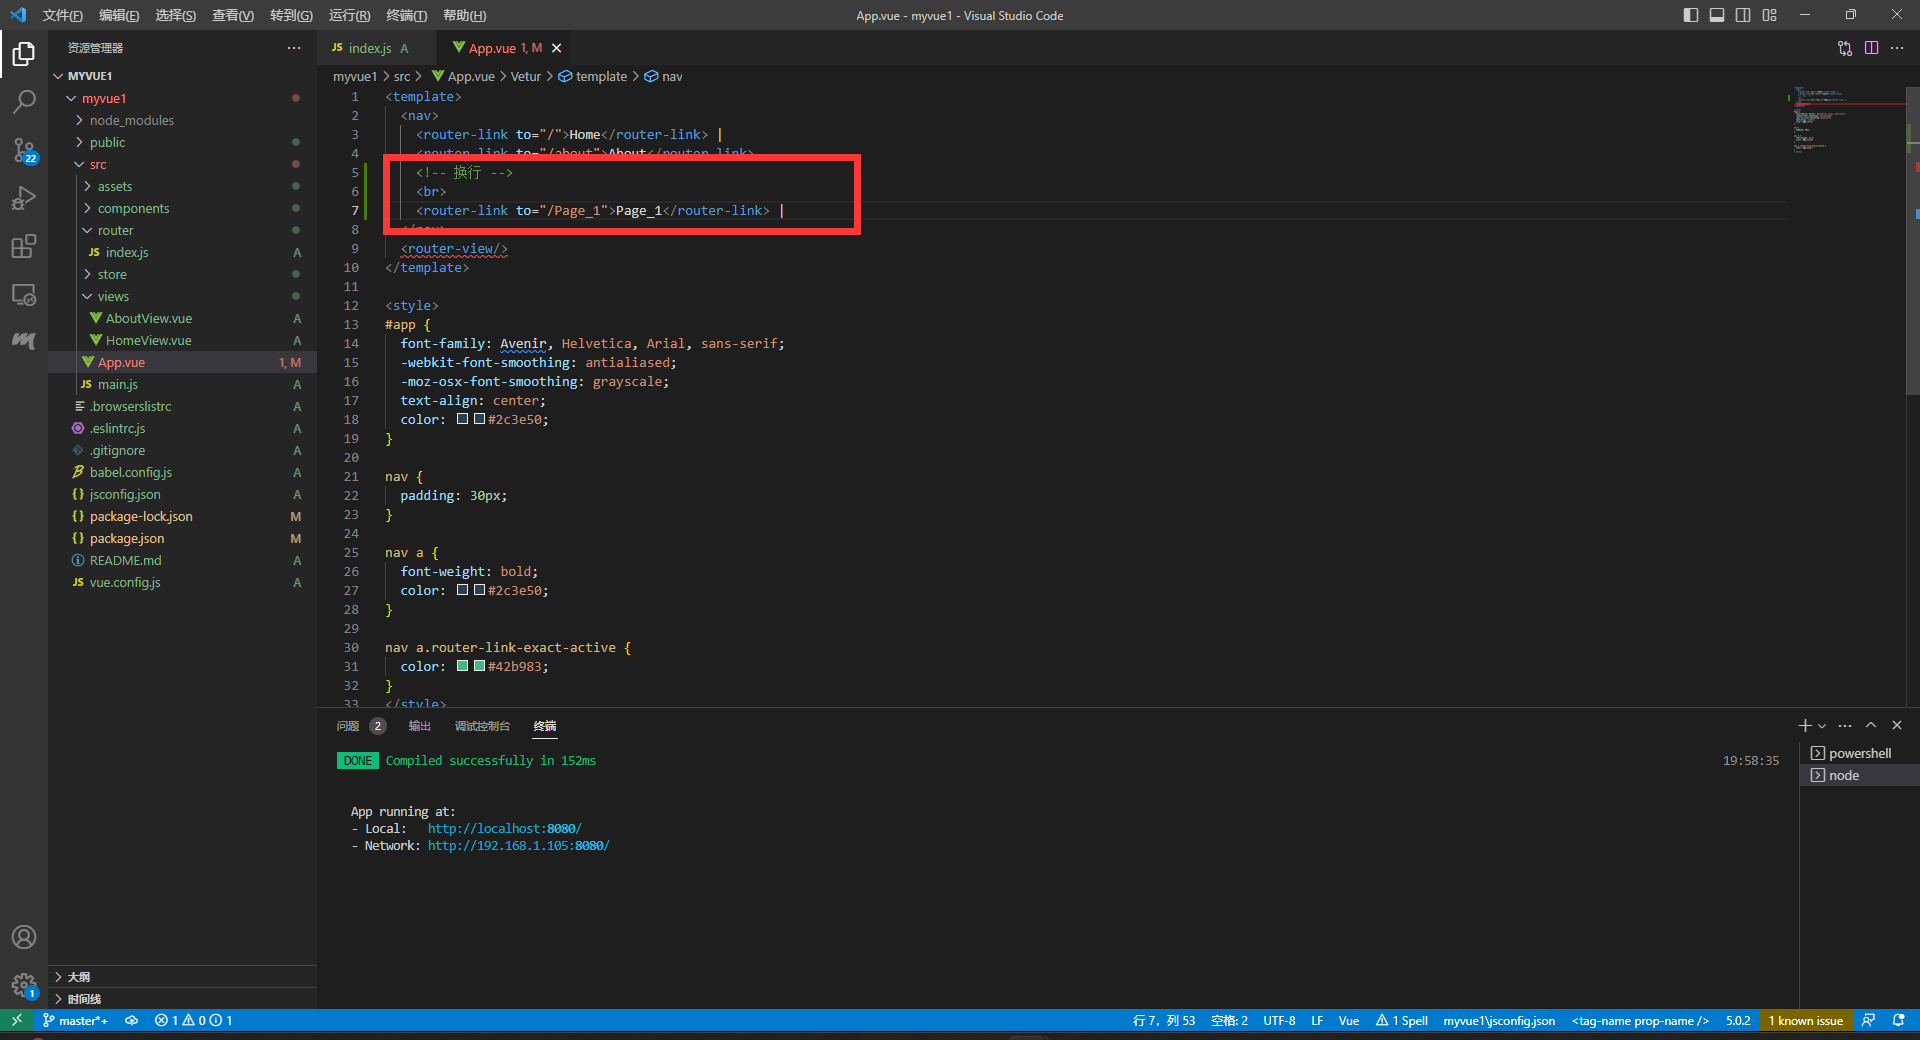 文件(F) 编辑(E) 选择(S) 查看(V) 转到(G) 运行(R) 终端(T) 帮助(H)
App.vue - myvue1 - Visual Studio Code
资源管理器
MYVUE1
myvue1
node_modules
public
src
assets
components
router
JS index.js A
store
views
AboutView.vue A
HomeView.vue A
App.vue 1, M
JS main.js A
.browserslistrc A
.eslintrc.js A
.gitignore A
babel.config.js A
{} jsconfig.json A
{} package-lock.json M
{} package.json M
README.md A
JS vue.config.js A
大纲
时间线
22
1
JS index.js A
App.vue 1, M
myvue1 > src > App.vue > Vetur > template > nav
1 <template>
2 <nav>
3 <router-link to="/">Home</router-link> |
4 <router-link to="/about">About</router-link>
5 <!-- 换行 -->
6 <br>
7 <router-link to="/Page_1">Page_1</router-link> |
8 </nav>
9 <router-view/>
10 </template>
11
12 <style>
13 #app {
14 font-family: Avenir, Helvetica, Arial, sans-serif;
15 -webkit-font-smoothing: antialiased;
16 -moz-osx-font-smoothing: grayscale;
17 text-align: center;
18 color: #2c3e50;
19 }
20
21 nav {
22 padding: 30px;
23 }
24
25 nav a {
26 font-weight: bold;
27 color: #2c3e50;
28 }
29
30 nav a.router-link-exact-active {
31 color: #42b983;
32 }
33 </style>
问题 2 输出 调试控制台 终端
DONE Compiled successfully in 152ms 19:58:35
App running at:
- Local: http://localhost:8080/
- Network: http://192.168.1.105:8080/
powershell
node
master*+ 1 0 1
行 7，列 53 空格: 2 UTF-8 LF Vue 1 Spell myvue1\jsconfig.json <tag-name prop-name /> 5.0.2 1 known issue